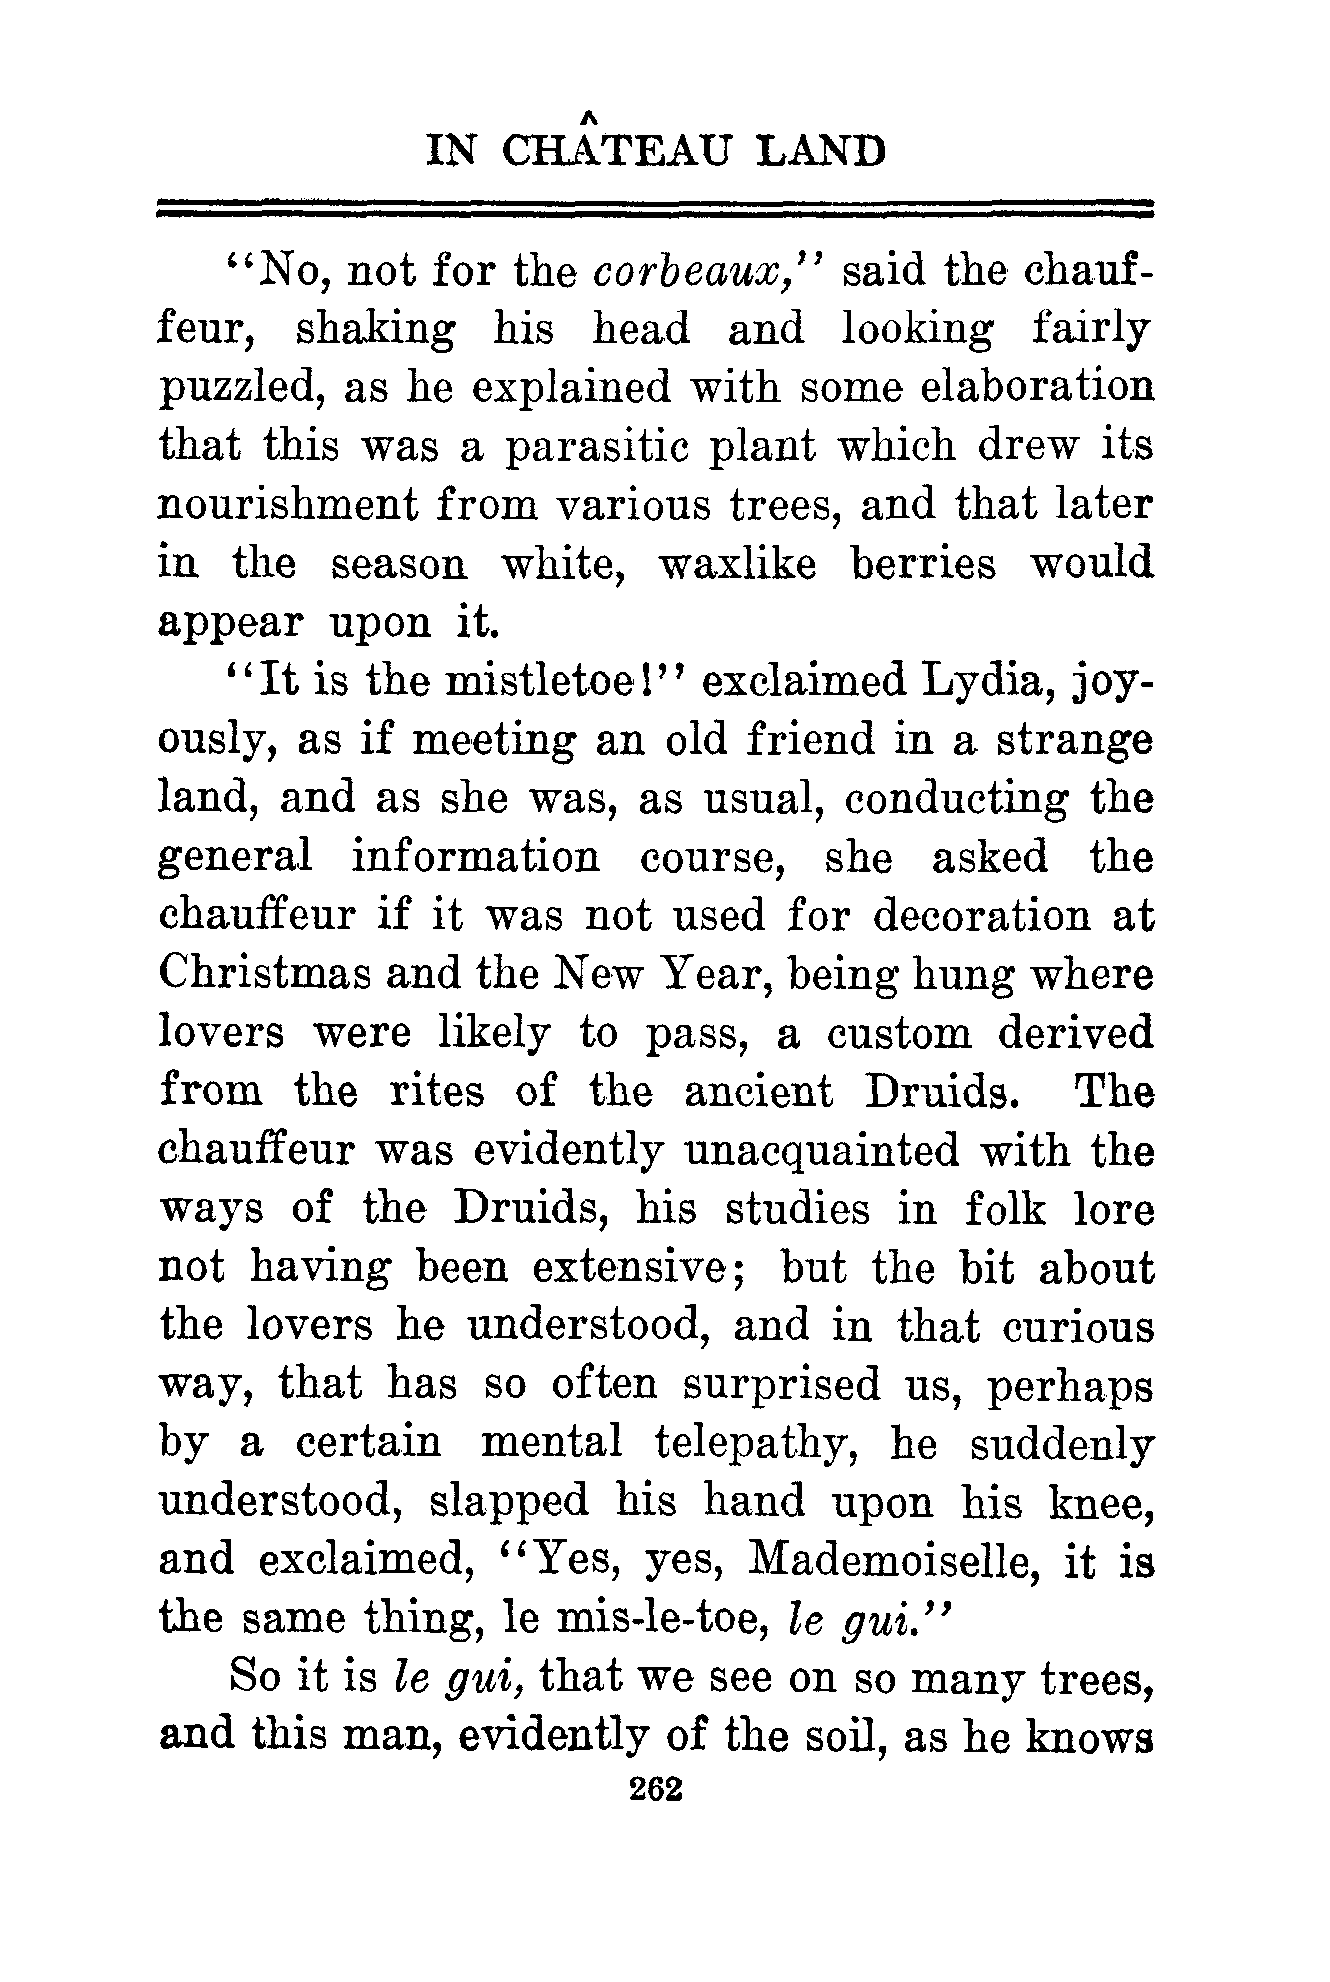 IN CHÂTEAU LAND
"No, not for the corbeaux," said the chauf-
feur, shaking his head and looking fairly
puzzled, as he explained with some elaboration
that this was a parasitic plant which drew its
nourishment from various trees, and that later
in the season white, waxlike berries would
appear upon it.
"It is the mistletoe!" exclaimed Lydia, joy-
ously, as if meeting an old friend in a strange
land, and as she was, as usual, conducting the
general information course, she asked the
chauffeur if it was not used for decoration at
Christmas and the New Year, being hung where
lovers were likely to pass, a custom derived
from the rites of the ancient Druids. The
chauffeur was evidently unacquainted with the
ways of the Druids, his studies in folk lore
not having been extensive; but the bit about
the lovers he understood, and in that curious
way, that has so often surprised us, perhaps
by a certain mental telepathy, he suddenly
understood, slapped his hand upon his knee,
and exclaimed, "Yes, yes, Mademoiselle, it is
the same thing, le mis-le-toe, le gui."
So it is le gui, that we see on so many trees,
and this man, evidently of the soil, as he knows
262